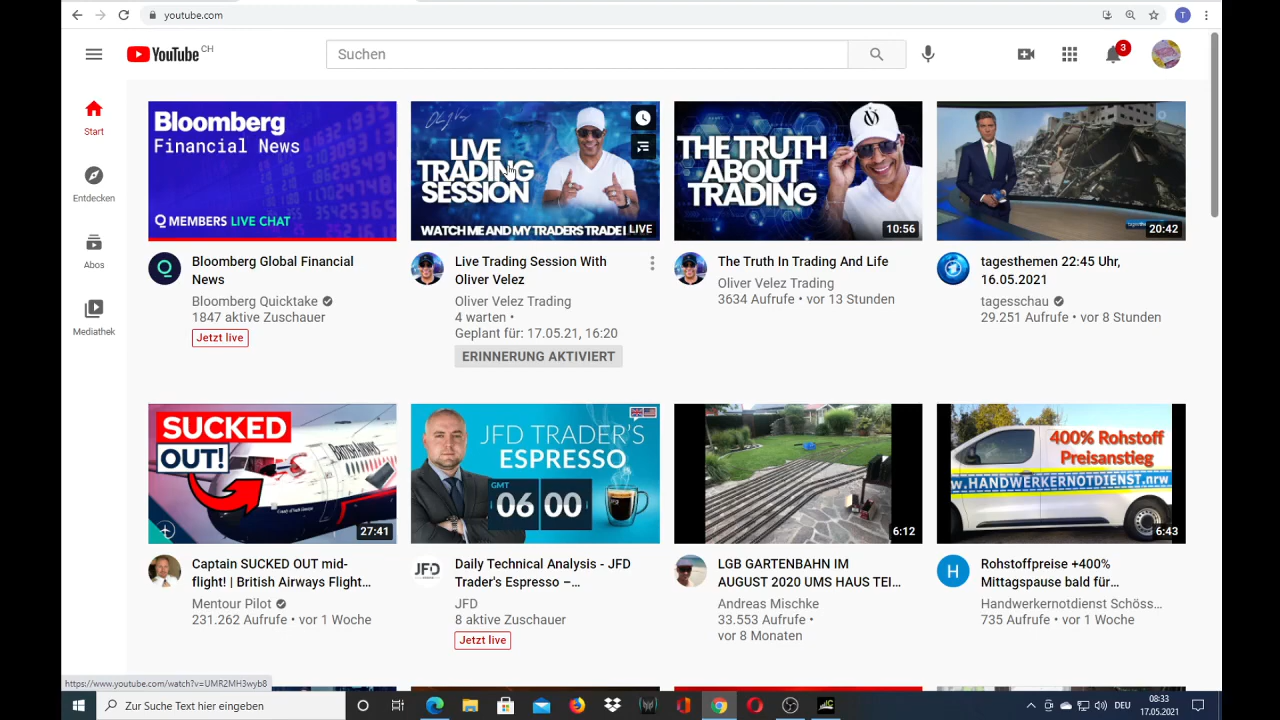 youtube.com
T
YouTube CH
Suchen
3
Start
Entdecken
Abos
Mediathek
Bloomberg
Financial News
MEMBERS LIVE CHAT
Bloomberg Global Financial
News
Bloomberg Quicktake
1847 aktive Zuschauer
Jetzt live
LIVE
TRADING
SESSION
WATCH ME AND MY TRADERS TRADE
LIVE
Live Trading Session With
Oliver Velez
Oliver Velez Trading
4 warten •
Geplant für: 17.05.21, 16:20
ERINNERUNG AKTIVIERT
THE TRUTH
ABOUT
TRADING
10:56
The Truth In Trading And Life
Oliver Velez Trading
3634 Aufrufe • vor 13 Stunden
tagesthemen
20:42
tagesthemen 22:45 Uhr,
16.05.2021
tagesschau
29.251 Aufrufe • vor 8 Stunden
SUCKED
OUT!
BRITISH AIRWAYS
27:41
Captain SUCKED OUT mid-
flight! | British Airways Flight...
Mentour Pilot
231.262 Aufrufe • vor 1 Woche
JFD TRADER'S
ESPRESSO
GMT
06 00
JFD
Daily Technical Analysis - JFD
Trader's Espresso –...
JFD
8 aktive Zuschauer
Jetzt live
6:12
LGB GARTENBAHN IM
AUGUST 2020 UMS HAUS TEI...
Andreas Mischke
33.553 Aufrufe •
vor 8 Monaten
400% Rohstoff
Preisanstieg
w.HANDWERKERNOTDIENST.nrw
6:43
H
Rohstoffpreise +400%
Mittagspause bald für...
Handwerkernotdienst Schöss...
735 Aufrufe • vor 1 Woche
https://www.youtube.com/watch?v=UMR2MH3wyb8
Zur Suche Text hier eingeben
DEU
08:33
17.05.2021